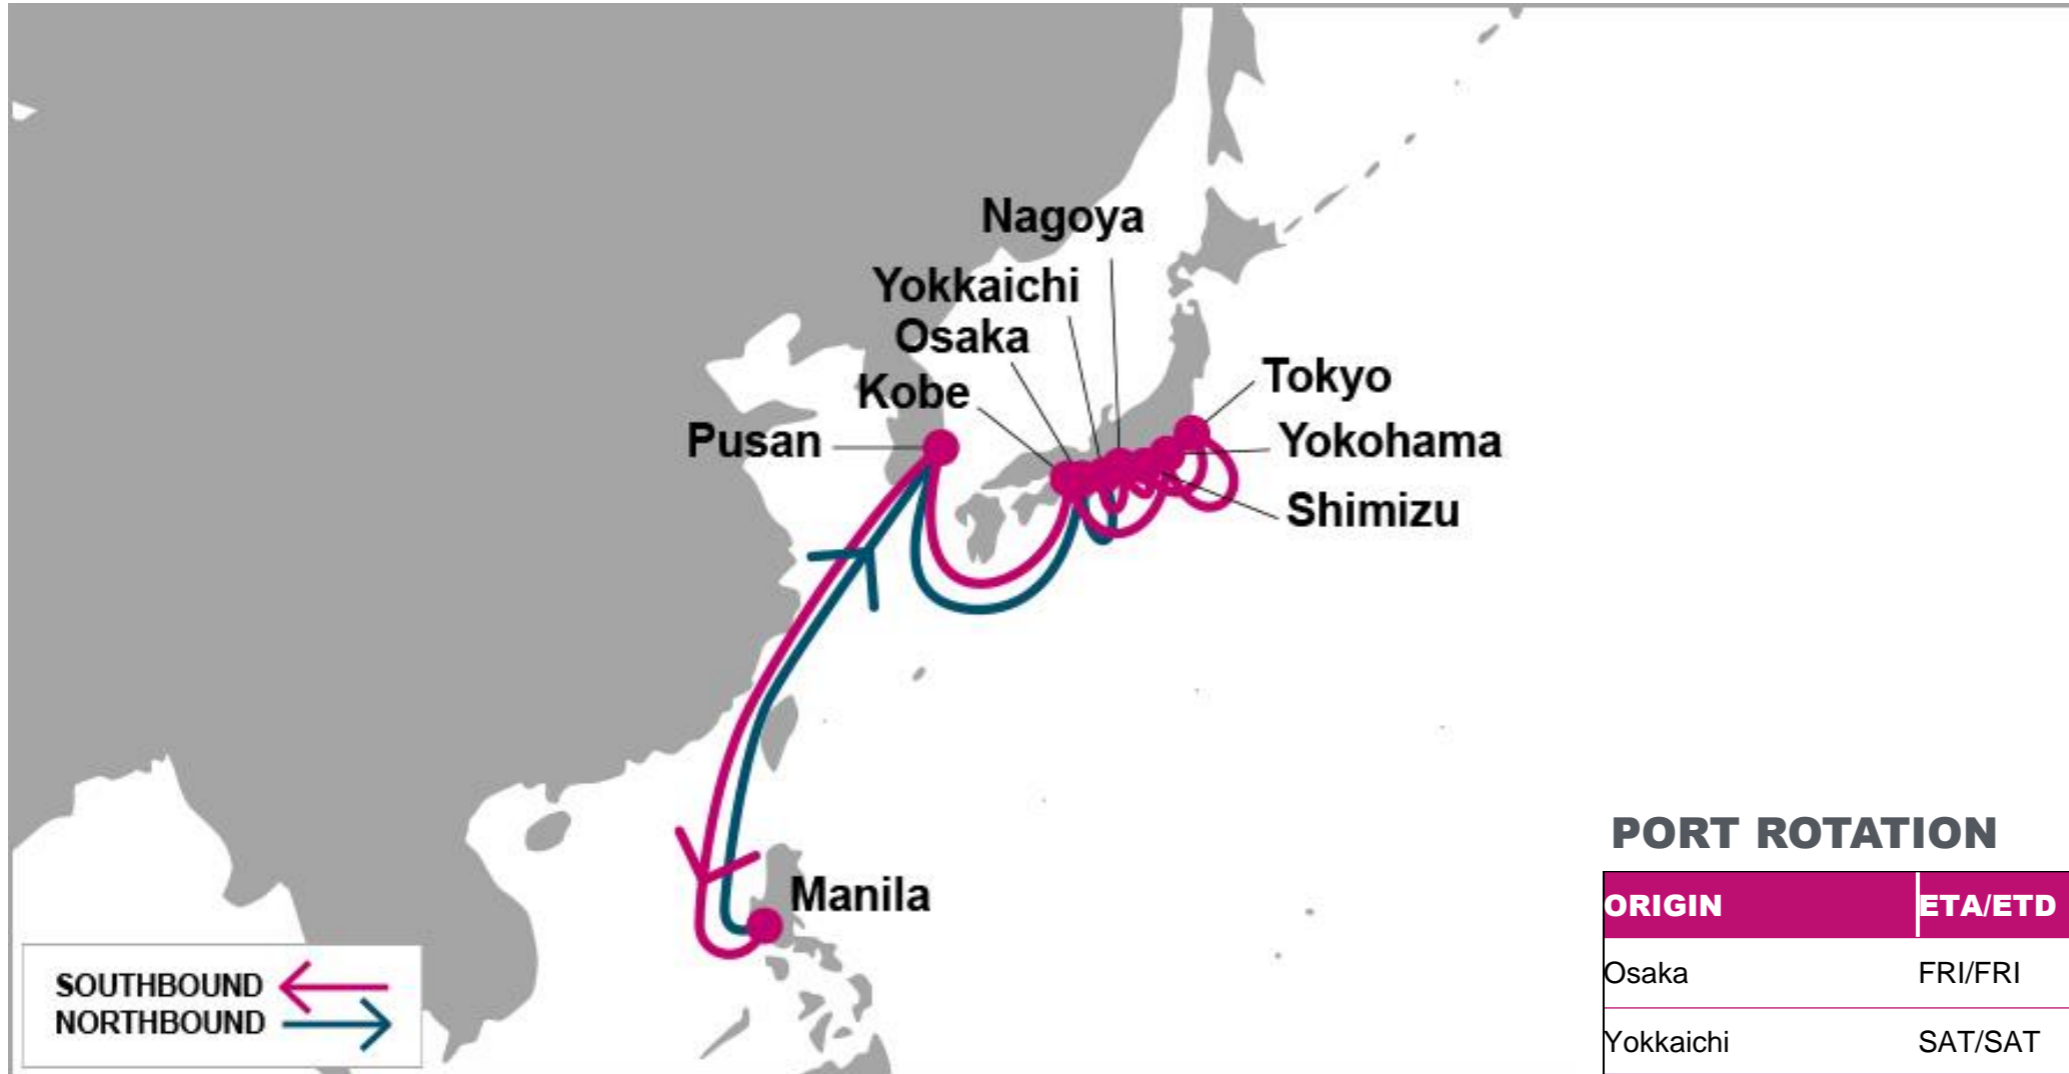 Nagoya
Yokkaichi
Osaka
Kobe
Tokyo
Pusan
Yokohama
Shimizu
Manila
SOUTHBOUND
NORTHBOUND
PORT ROTATION
ORIGIN ETA/ETD
Osaka FRI/FRI
Yokkaichi SAT/SAT